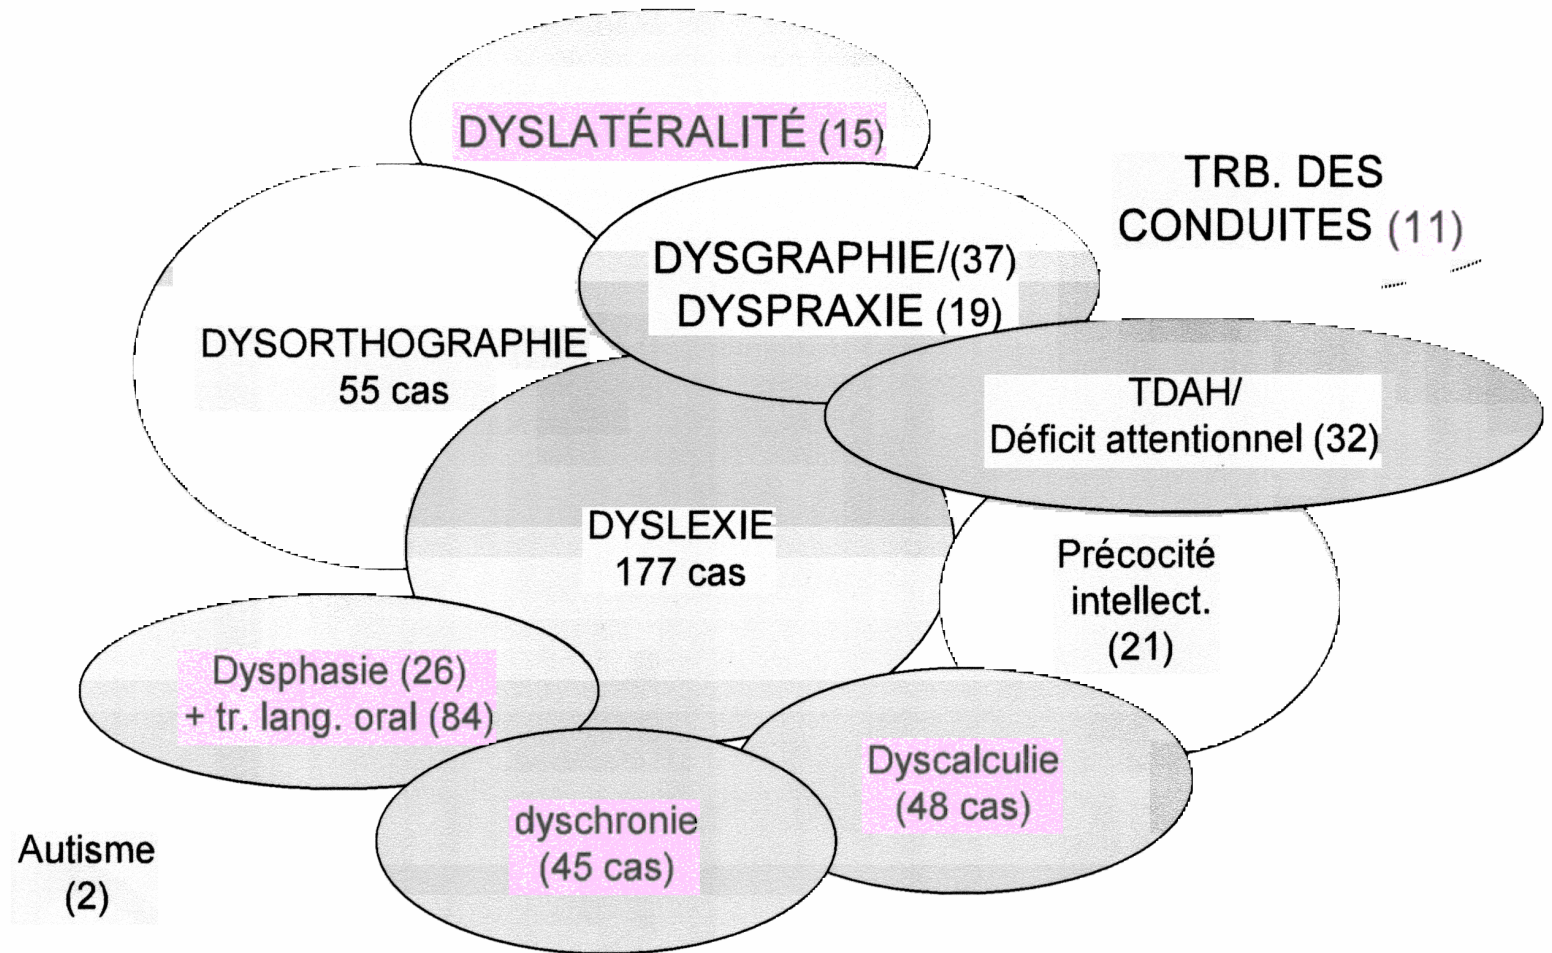 DYSLATÉRALITÉ (15)
TRB. DES
CONDUITES (11)
DYSGRAPHIE/(37)
DYSPRAXIE (19)
DYSORTHOGRAPHIE
55 cas
TDAH/
Déficit attentionnel (32)
DYSLEXIE
177 cas
Précocité
intellect.
(21)
Dysphasie (26)
+ tr. lang. oral (84)
Dyscalculie
(48 cas)
dyschronie
(45 cas)
Autisme
(2)